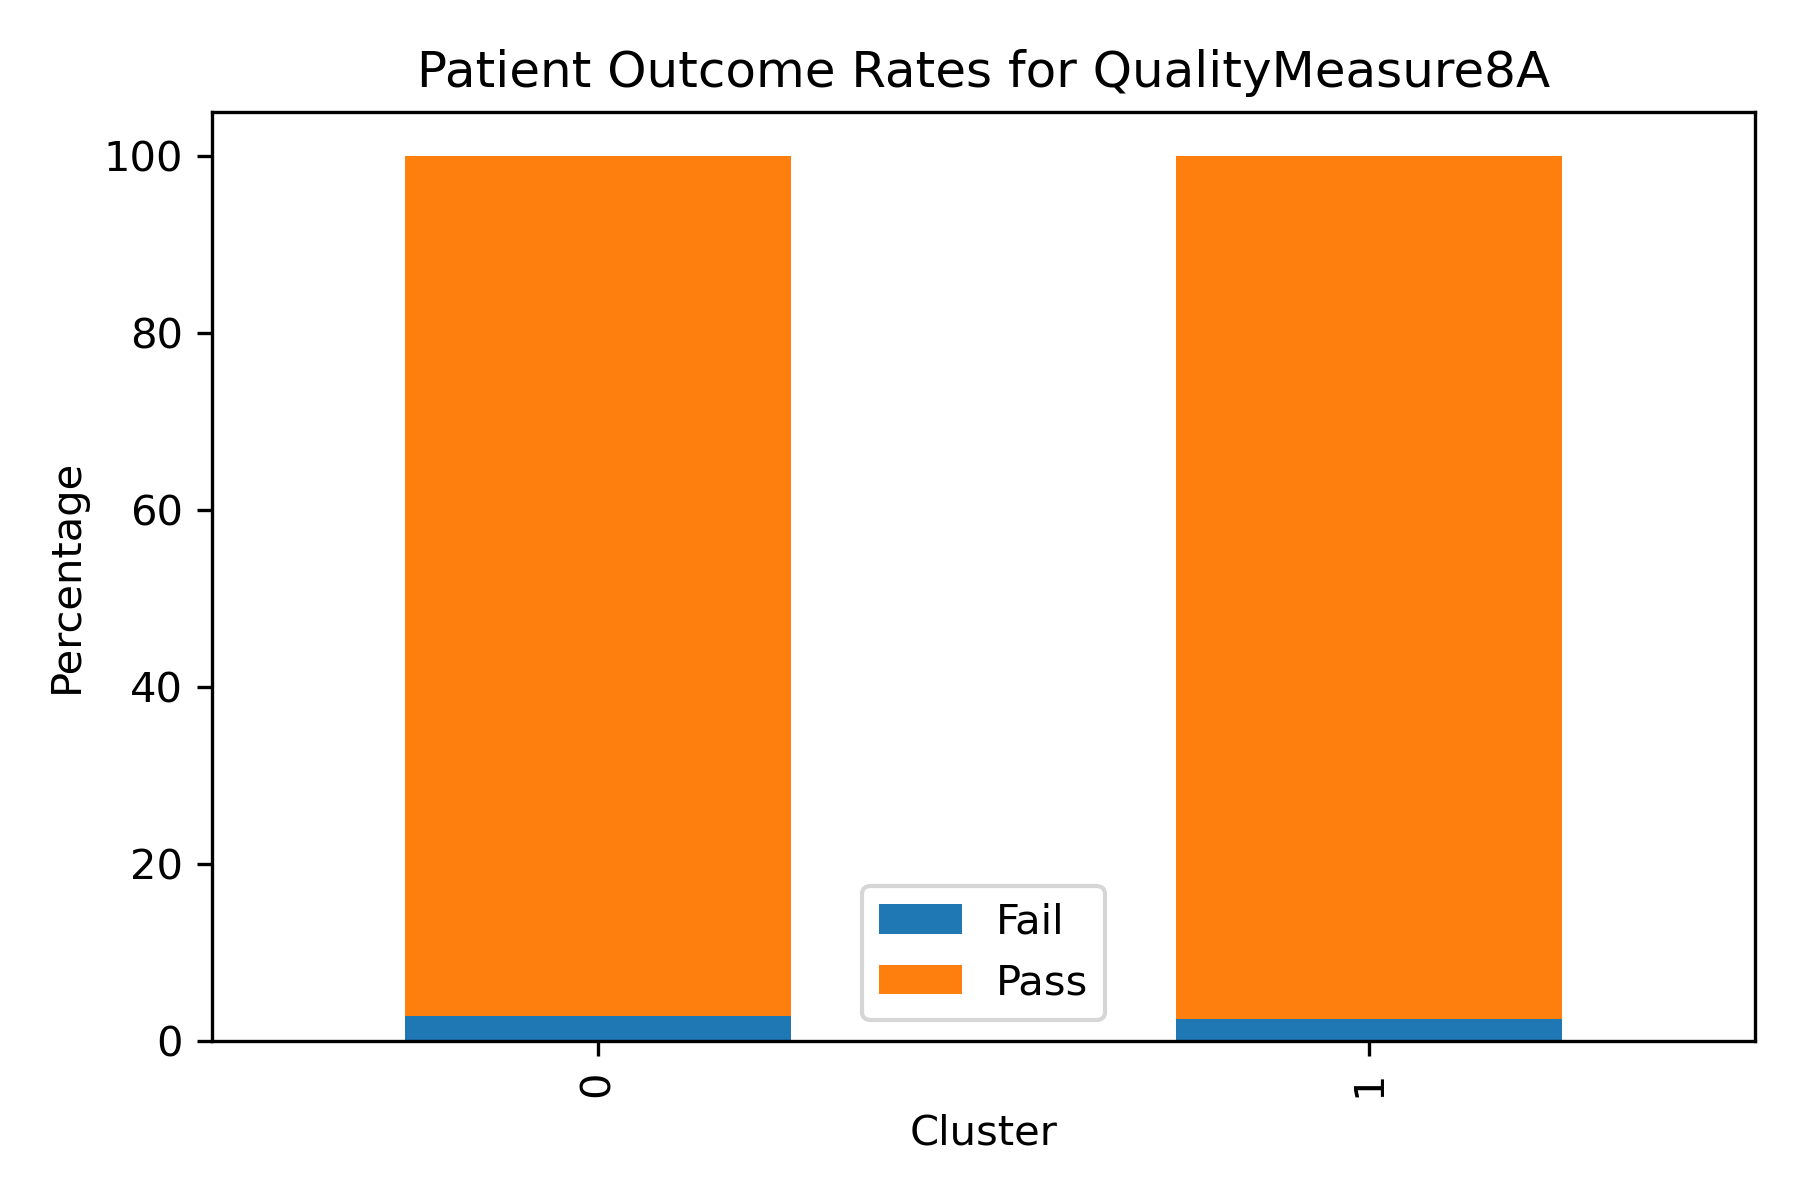 Patient Outcome Rates for QualityMeasure8A
100
80
60
40
20
0
Percentage
Fail
Pass
0
1
Cluster